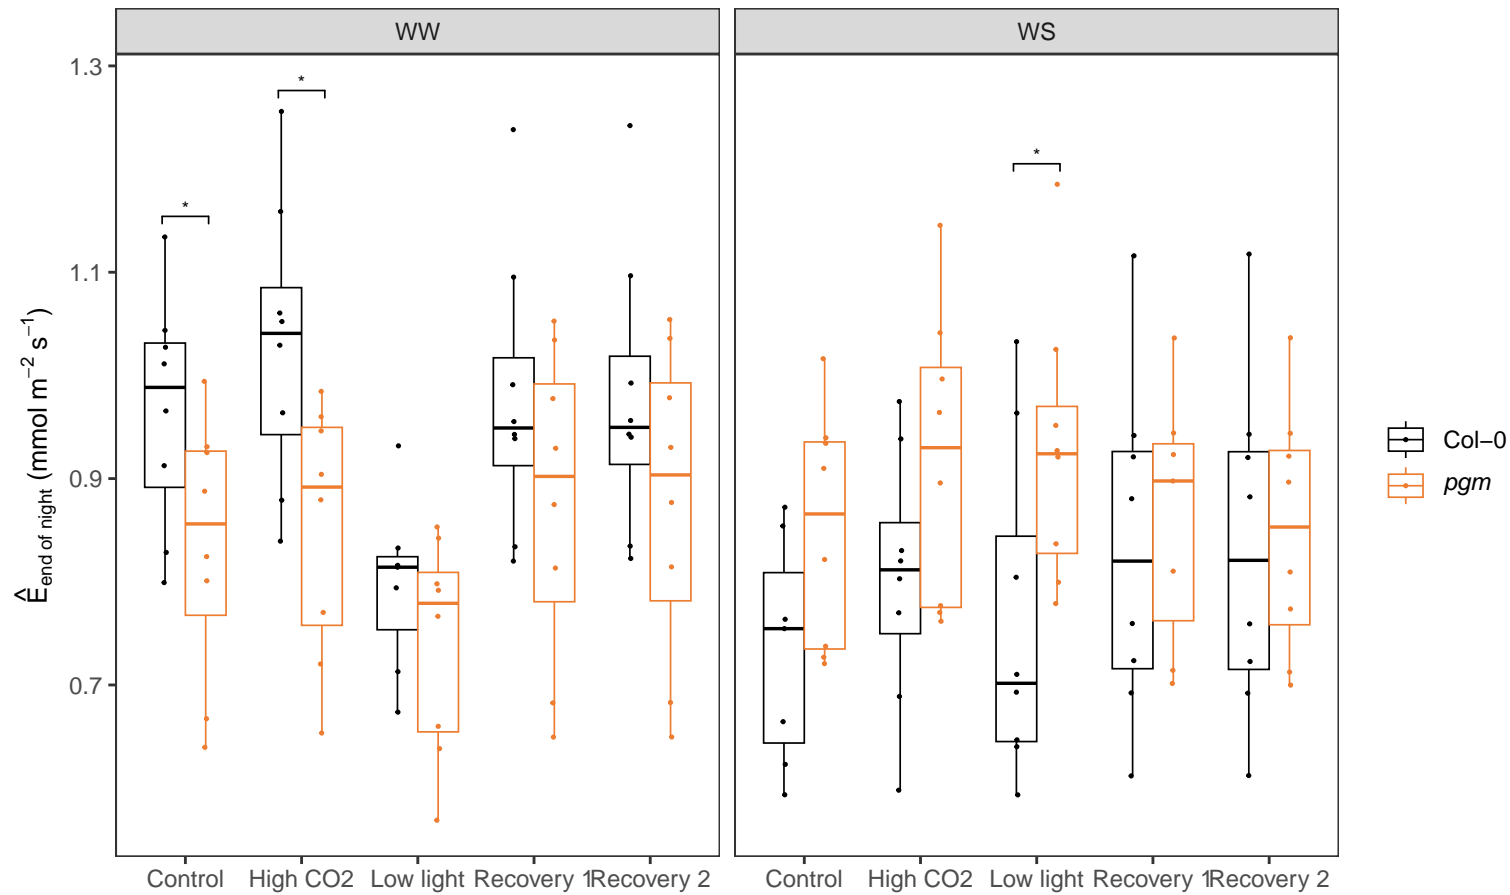 WW WS
1.3
1.1
0.9
0.7
Ê end of night (mmol m−2 s−1)
* * *
Control High CO2 Low light Recovery 1 Recovery 2 Control High CO2 Low light Recovery 1 Recovery 2
Col−0
pgm